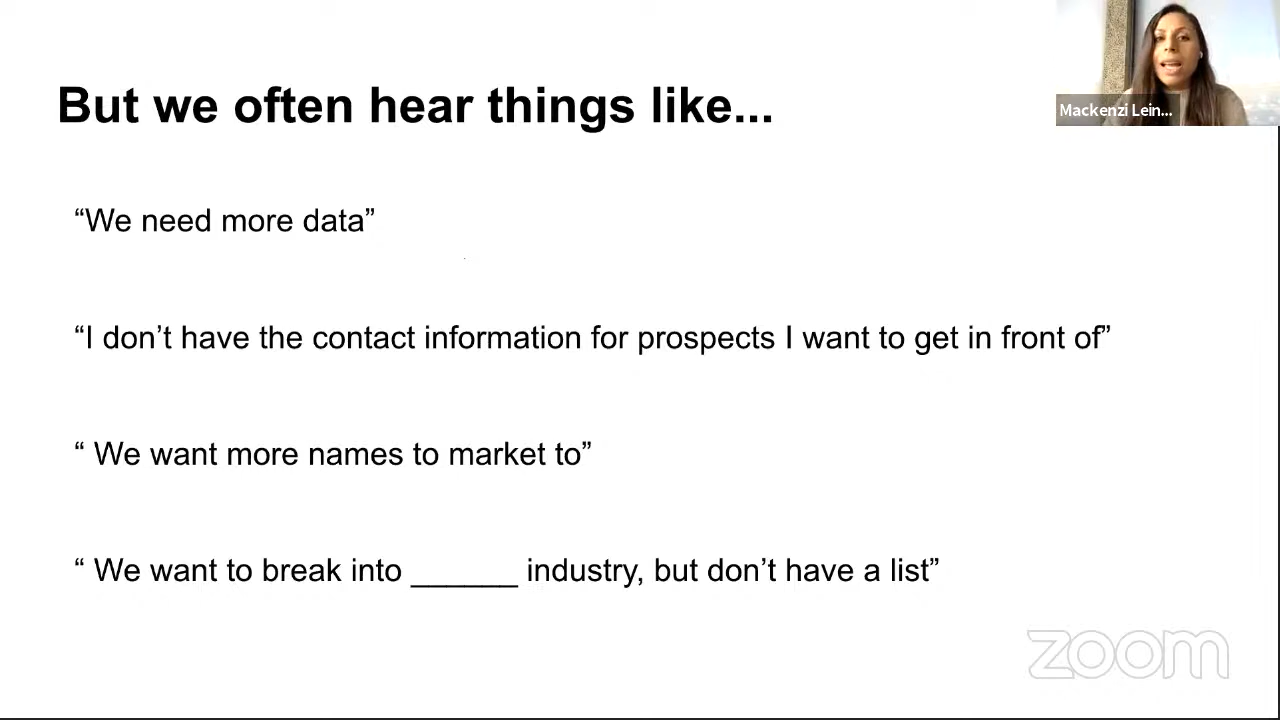 But we often hear things like...
Mackenzi Lein...
“We need more data”
“I don’t have the contact information for prospects I want to get in front of”
“ We want more names to market to”
“ We want to break into ______ industry, but don’t have a list”
zoom